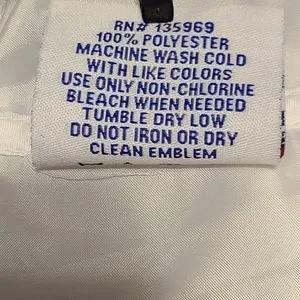 RN# 135969
100% POLYESTER
MACHINE WASH COLD
WITH LIKE COLORS
USE ONLY NON-CHLORINE
BLEACH WHEN NEEDED
TUMBLE DRY LOW
DO NOT IRON OR DRY
CLEAN EMBLEM